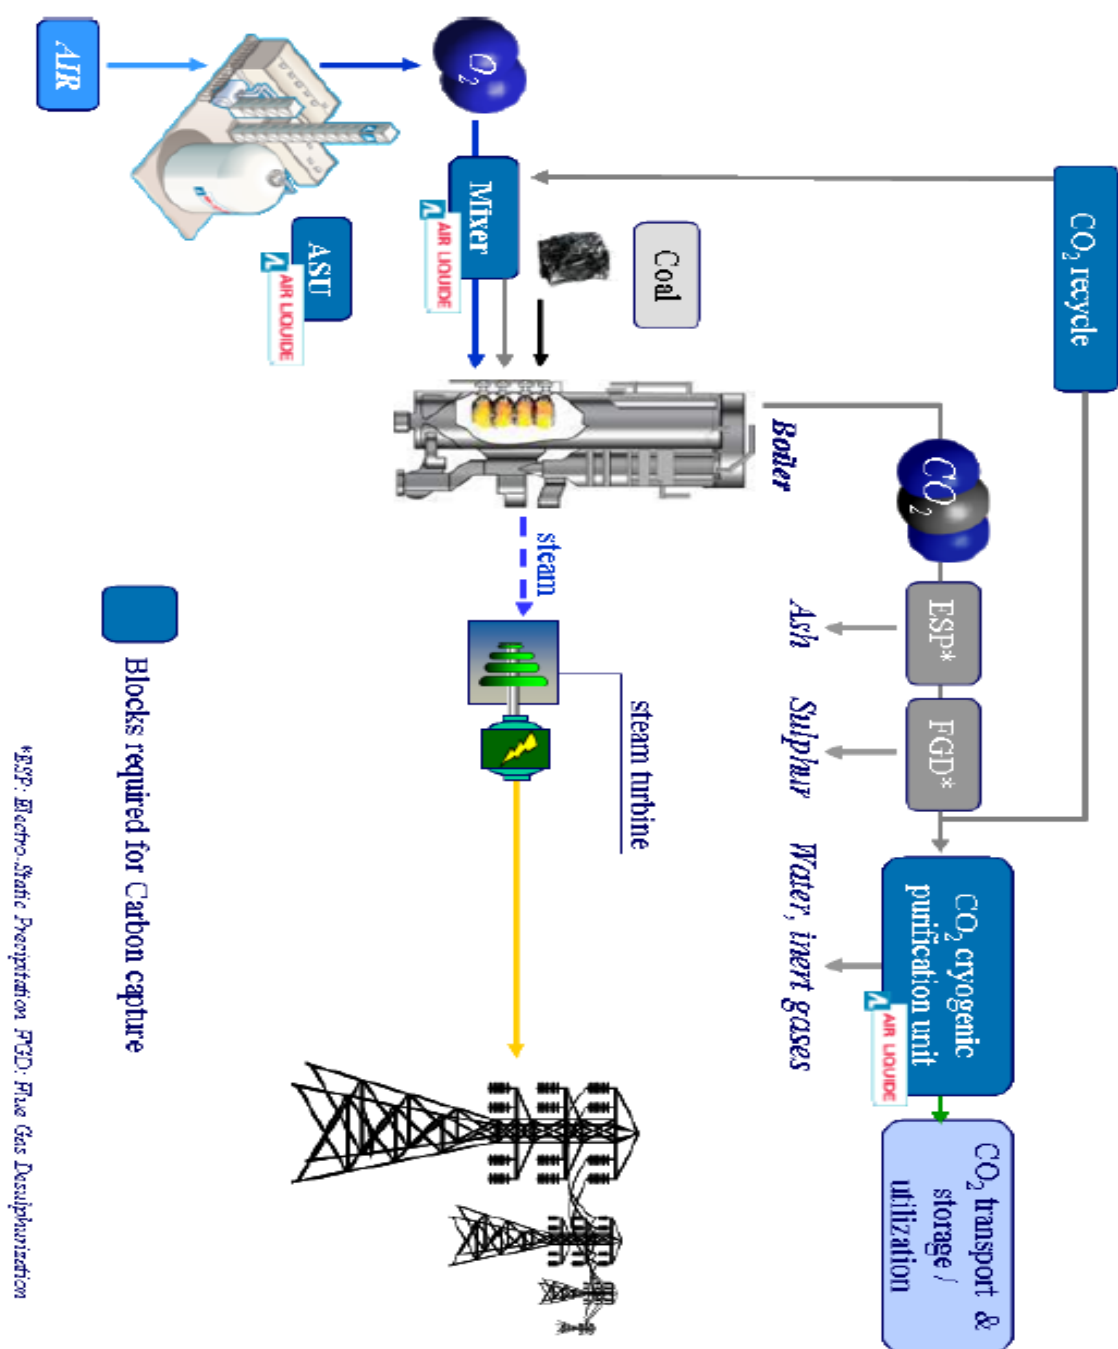 CO₂ recycle
CO₂
ESP*
FGD*
CO₂ cryogenic
purification unit
AIR LIQUIDE
CO₂ transport &
storage /
utilization
Ash
Sulphur
Water, inert gases
Coal
Boiler
steam turbine
steam
O₂
Mixer
AIR LIQUIDE
ASU
AIR LIQUIDE
AIR
Blocks required for Carbon capture
*ESP: Electro-Static Precipitation FGD: Flue Gas Desulphurization